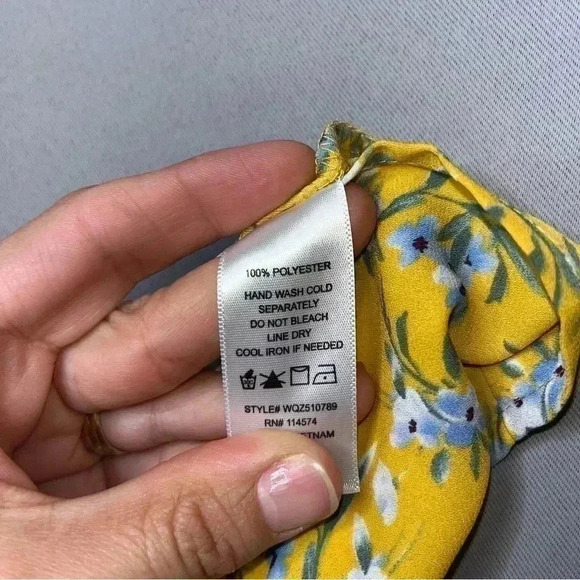 100% POLYESTER
HAND WASH COLD
SEPARATELY
DO NOT BLEACH
LINE DRY
COOL IRON IF NEEDED
STYLE# WQZ510789
RN# 114574